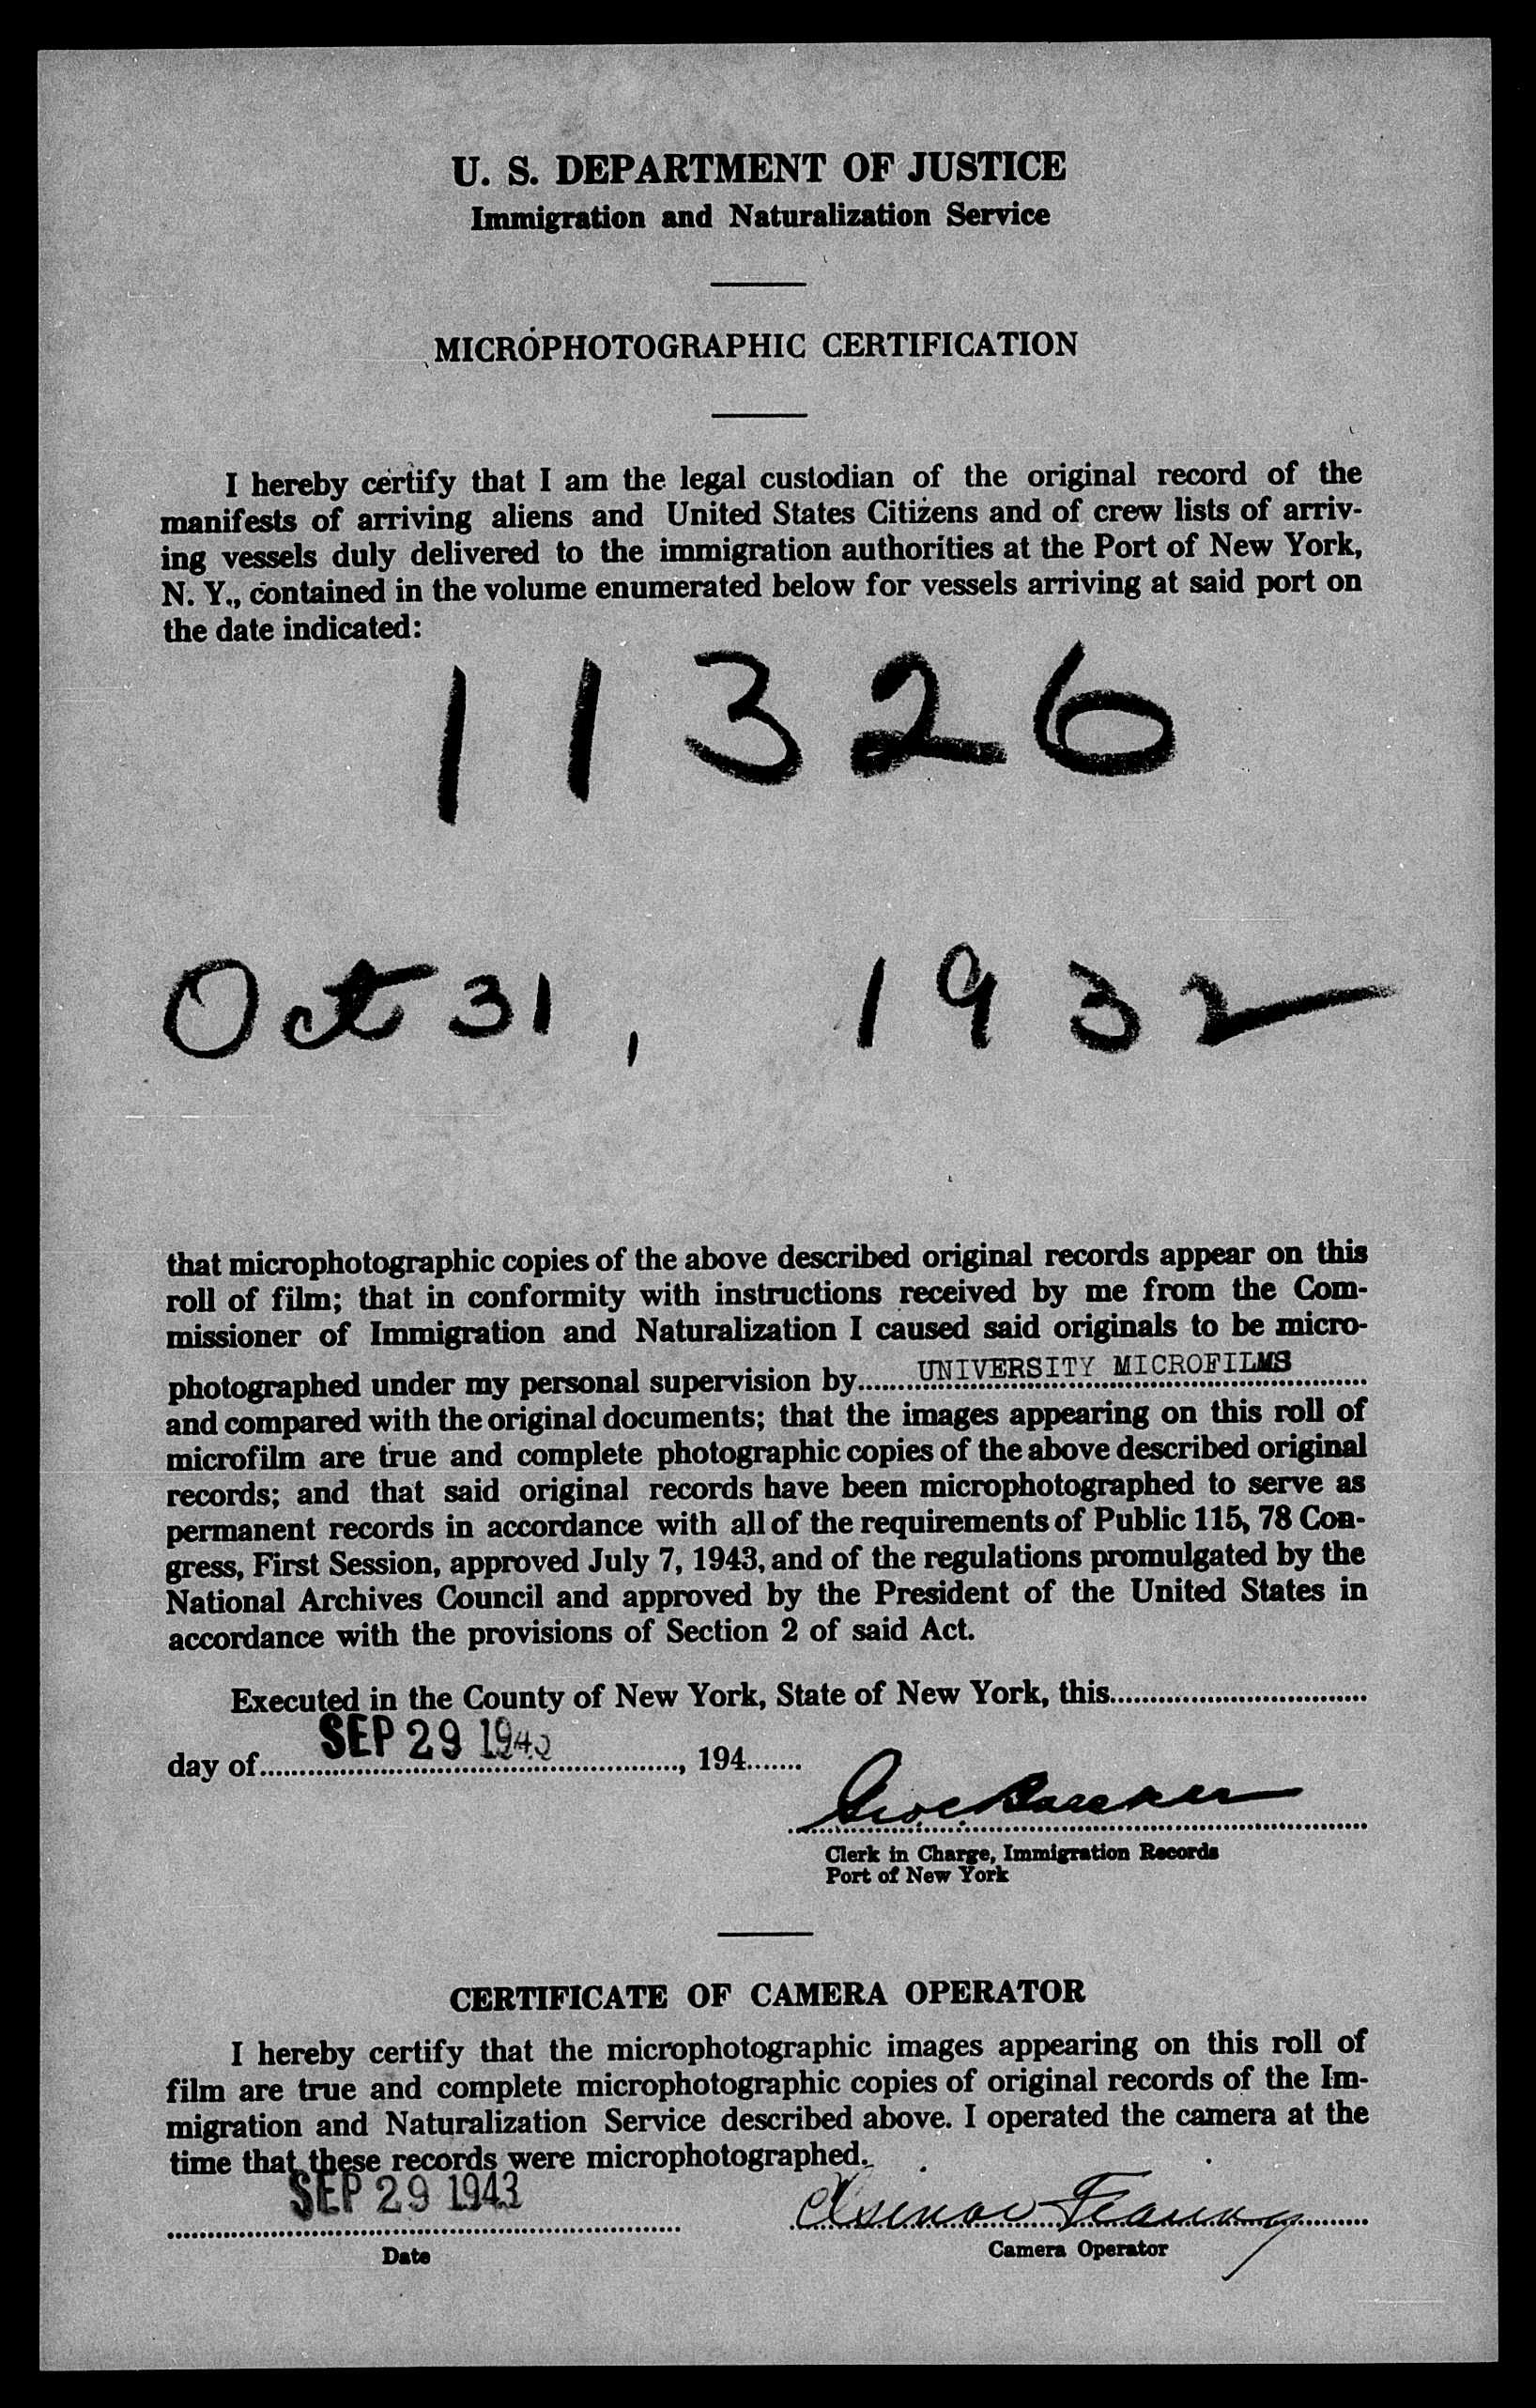 U. S. DEPARTMENT OF JUSTICE
Immigration and Naturalization Service
MICROPHOTOGRAPHIC CERTIFICATION
I hereby certify that I am the legal custodian of the original record of the
manifests of arriving aliens and United States Citizens and of crew lists of arriv-
ing vessels duly delivered to the immigration authorities at the Port of New York,
N. Y., contained in the volume enumerated below for vessels arriving at said port on
the date indicated:
11326
Oct 31, 1932
that microphotographic copies of the above described original records appear on this
roll of film; that in conformity with instructions received by me from the Com-
missioner of Immigration and Naturalization I caused said originals to be micro-
photographed under my personal supervision by........UNIVERSITY MICROFILMS........
and compared with the original documents; that the images appearing on this roll of
microfilm are true and complete photographic copies of the above described original
records; and that said original records have been microphotographed to serve as
permanent records in accordance with all of the requirements of Public 115, 78 Con-
gress, First Session, approved July 7, 1943, and of the regulations promulgated by the
National Archives Council and approved by the President of the United States in
accordance with the provisions of Section 2 of said Act.
Executed in the County of New York, State of New York, this................................
day of........SEP 29 1943................, 194.......
Clerk in Charge, Immigration Records
Port of New York
CERTIFICATE OF CAMERA OPERATOR
I hereby certify that the microphotographic images appearing on this roll of
film are true and complete microphotographic copies of original records of the Im-
migration and Naturalization Service described above. I operated the camera at the
time that these records were microphotographed.
SEP 29 1943
Date
Camera Operator